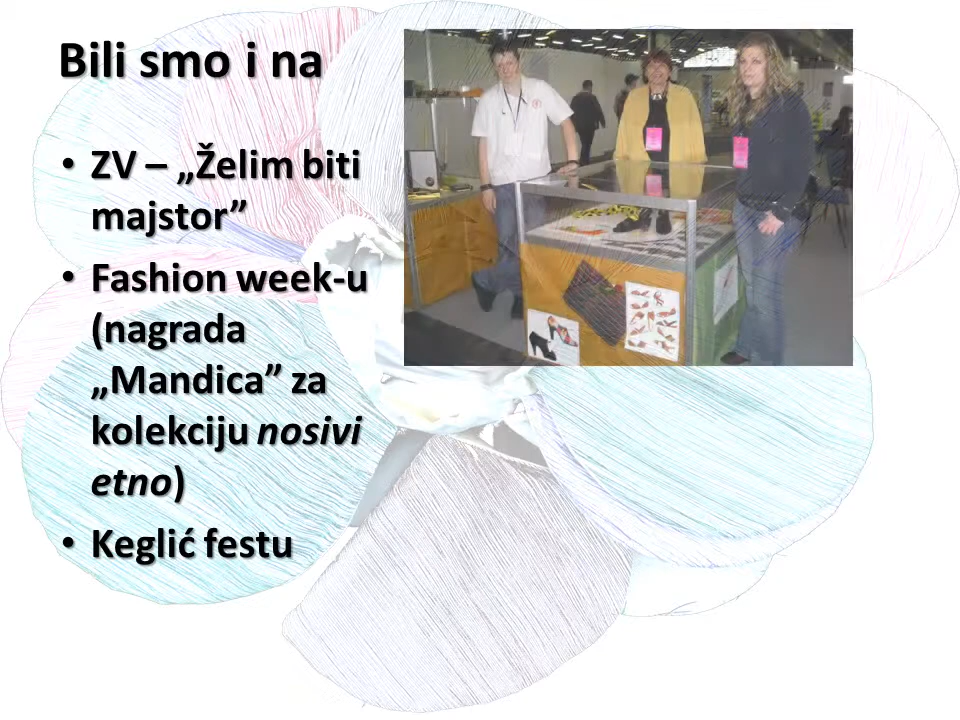 Bili smo i na
• ZV – „Želim biti
majstor”
• Fashion week-u
(nagrada
„Mandica” za
kolekciju nosivi
etno)
• Keglić festu